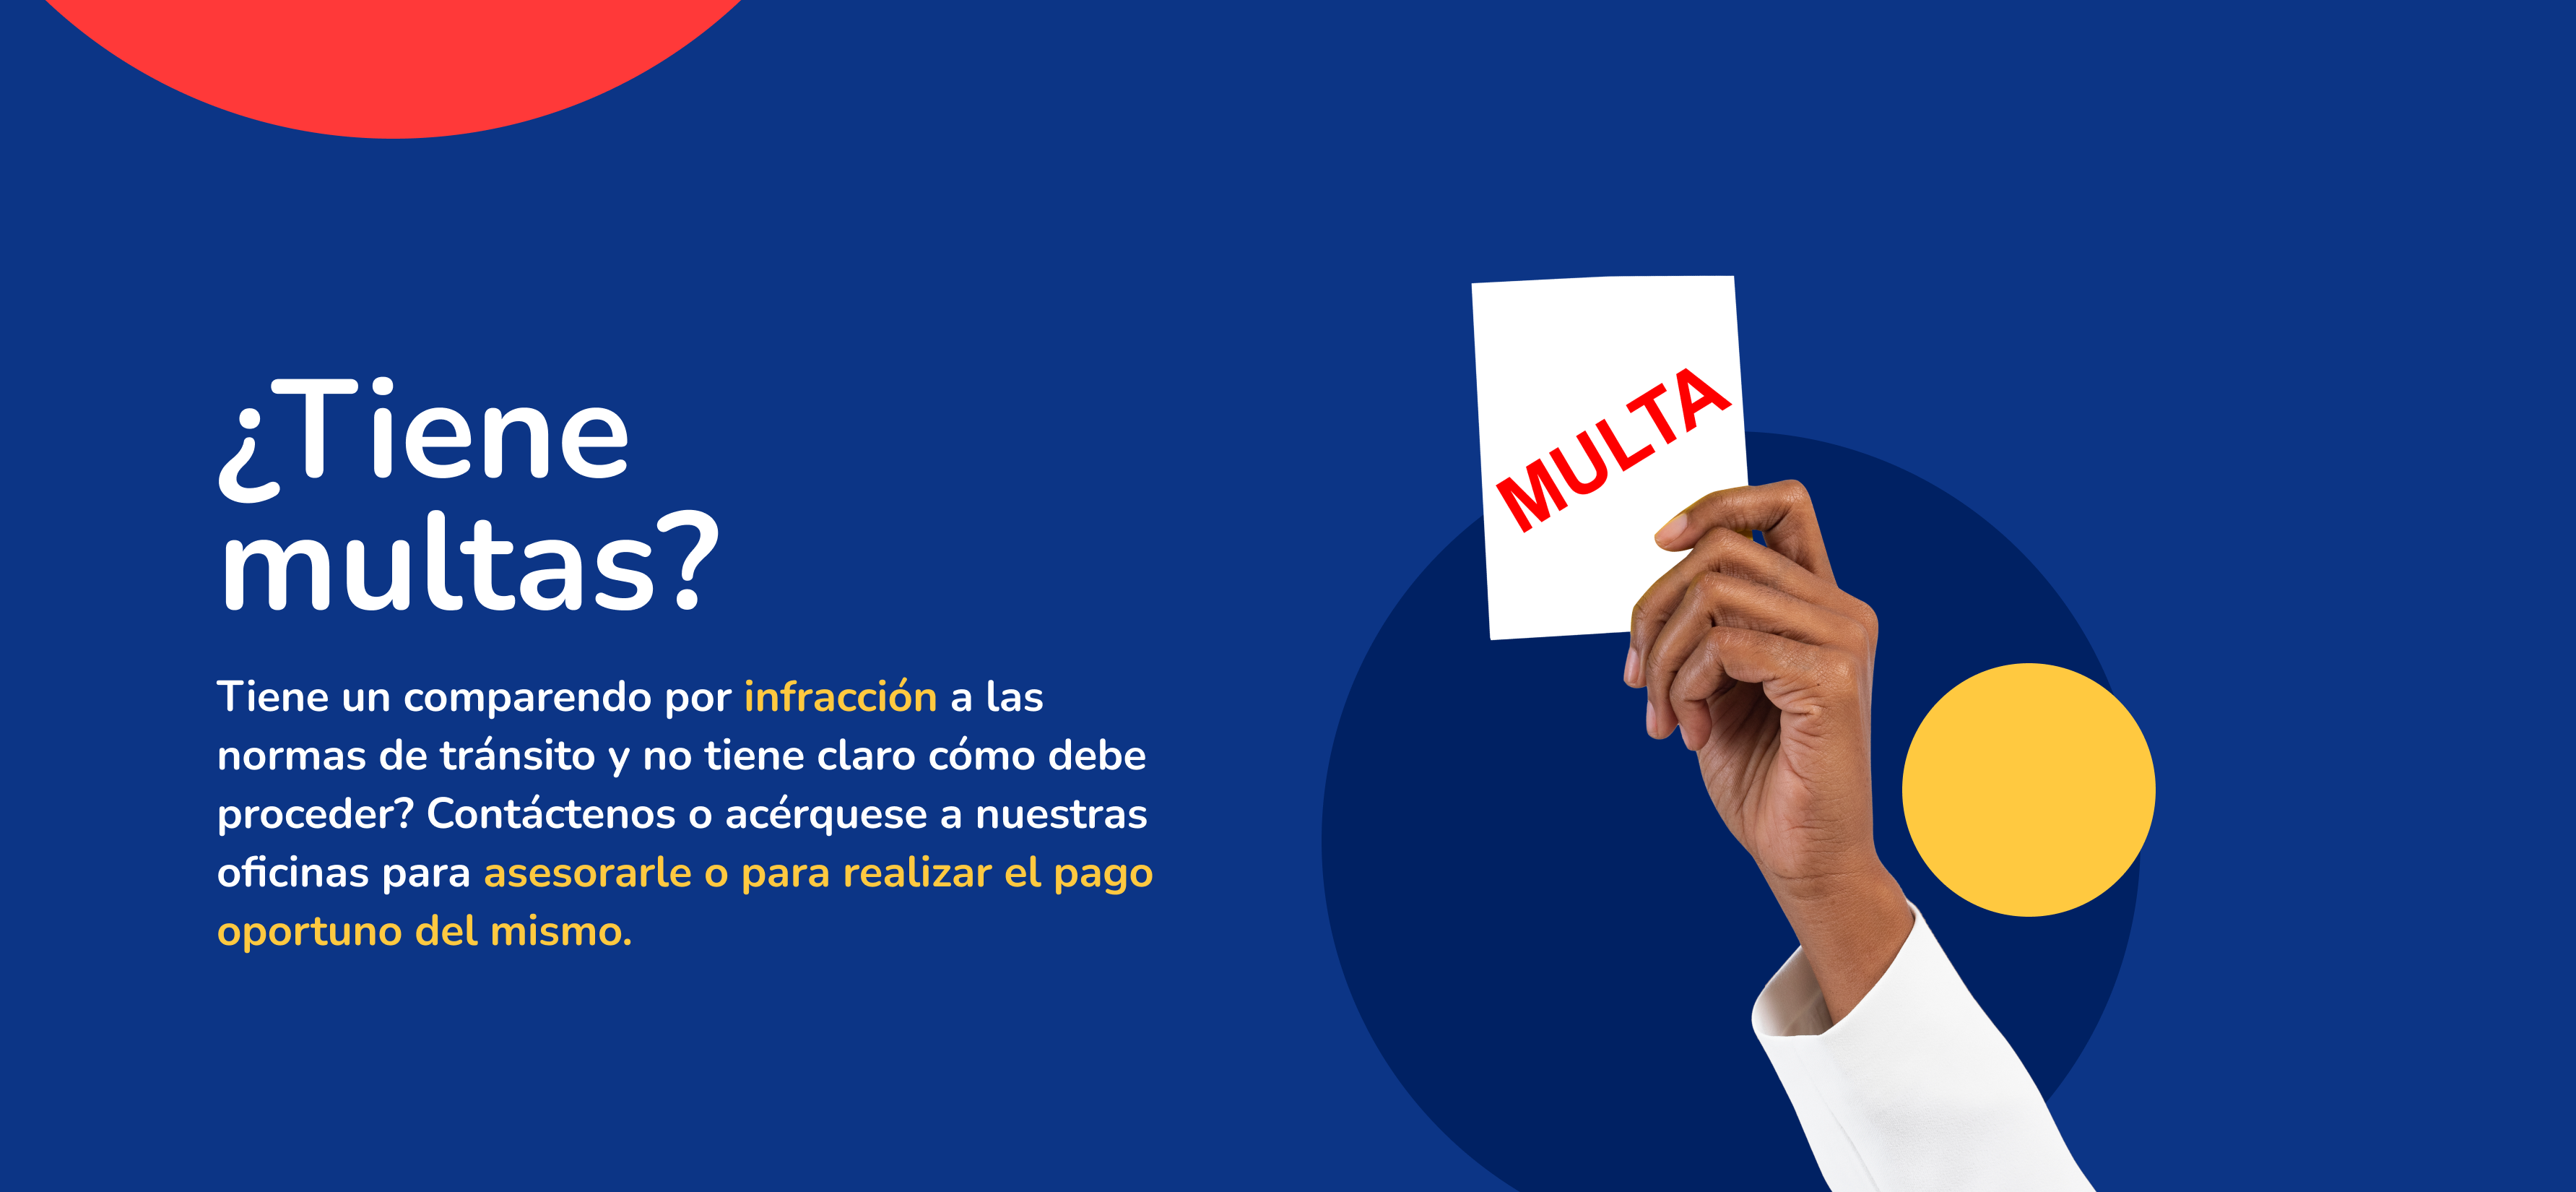 ¿Tiene
multas?
Tiene un comparendo por infracción a las
normas de tránsito y no tiene claro cómo debe
proceder? Contáctenos o acérquese a nuestras
oficinas para asesorarle o para realizar el pago
oportuno del mismo.
MULTA